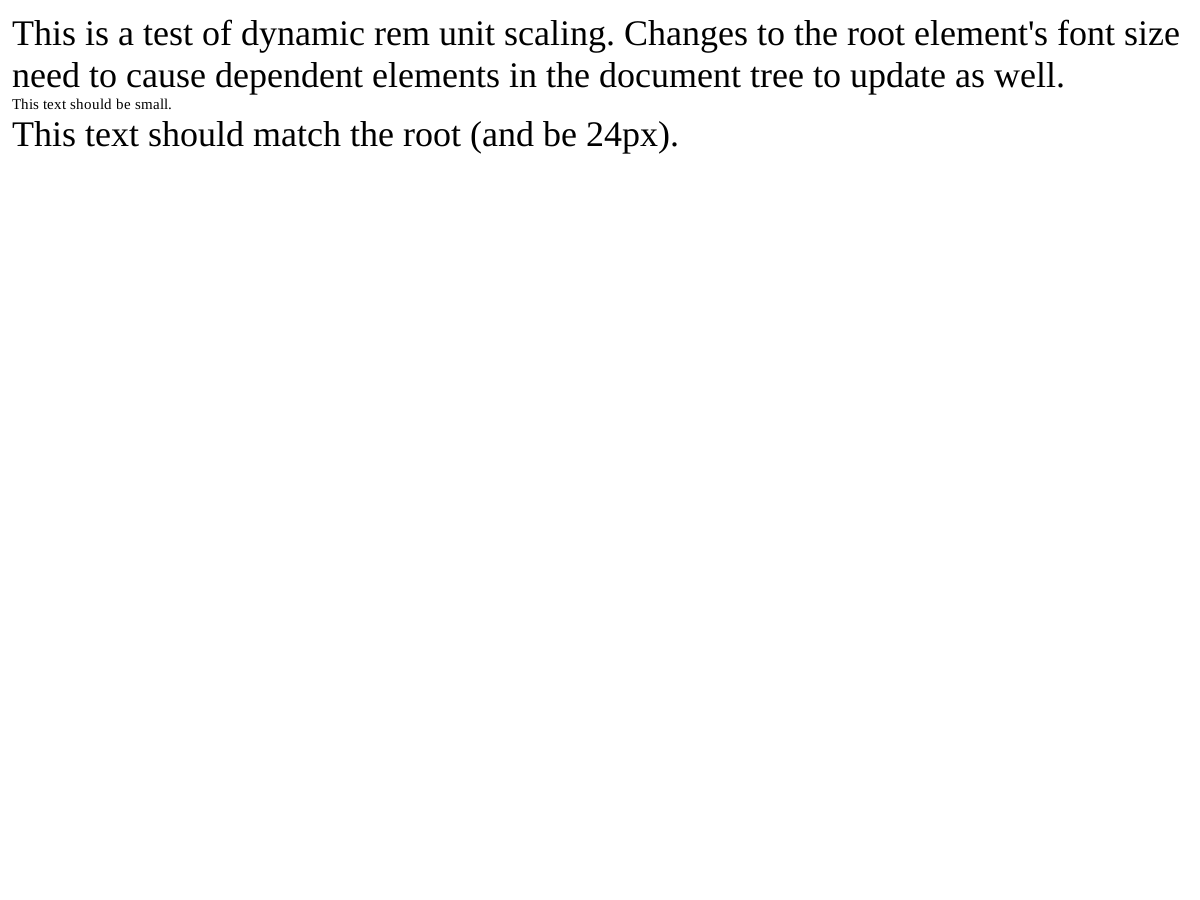 This is a test of dynamic rem unit scaling. Changes to the root element's font size
need to cause dependent elements in the document tree to update as well.
This text should be small.
This text should match the root (and be 24px).